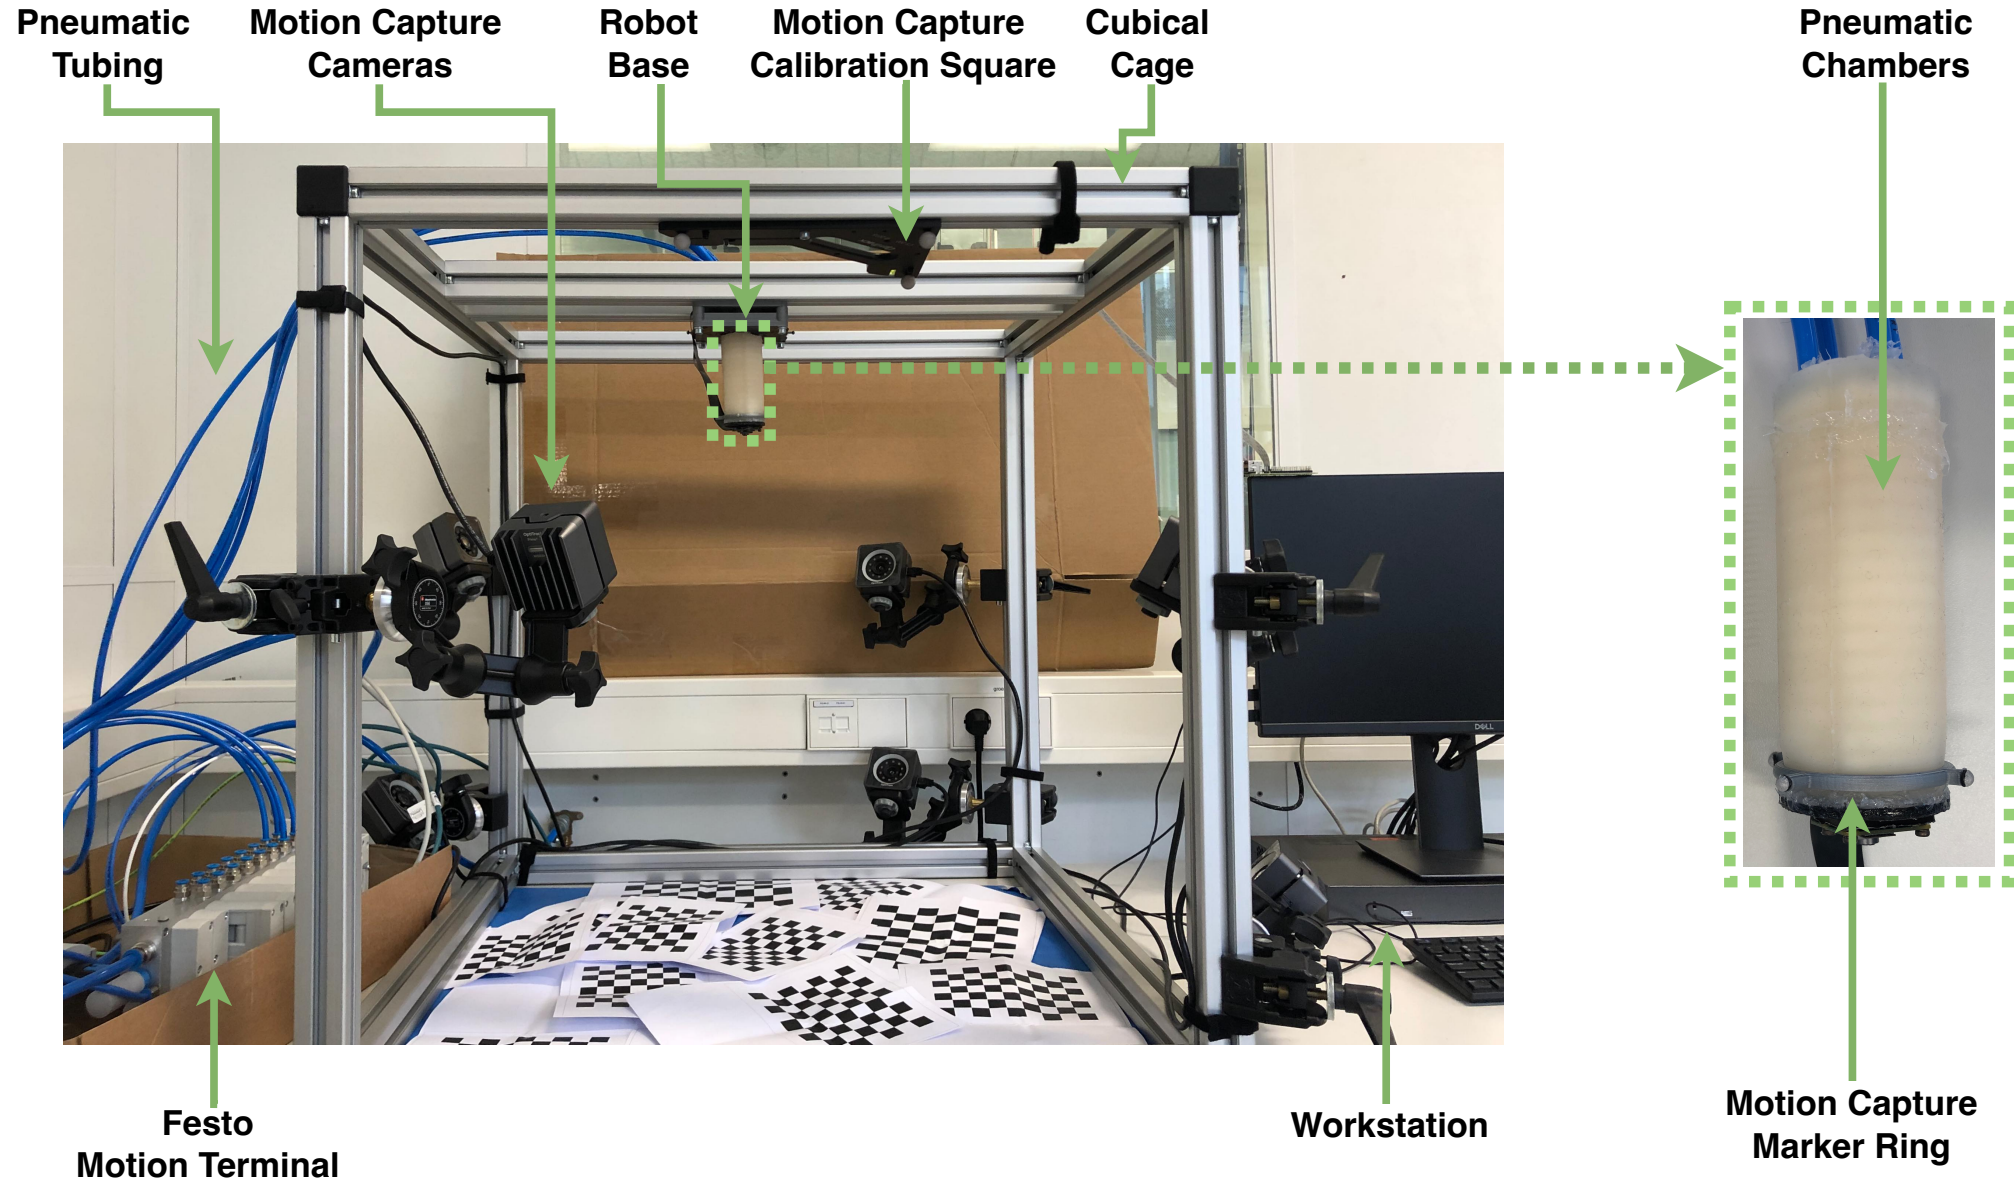 Pneumatic
Tubing
Motion Capture
Cameras
Robot
Base
Motion Capture
Calibration Square
Cubical
Cage
Pneumatic
Chambers
DELL
Festo
Motion Terminal
Workstation
Motion Capture
Marker Ring